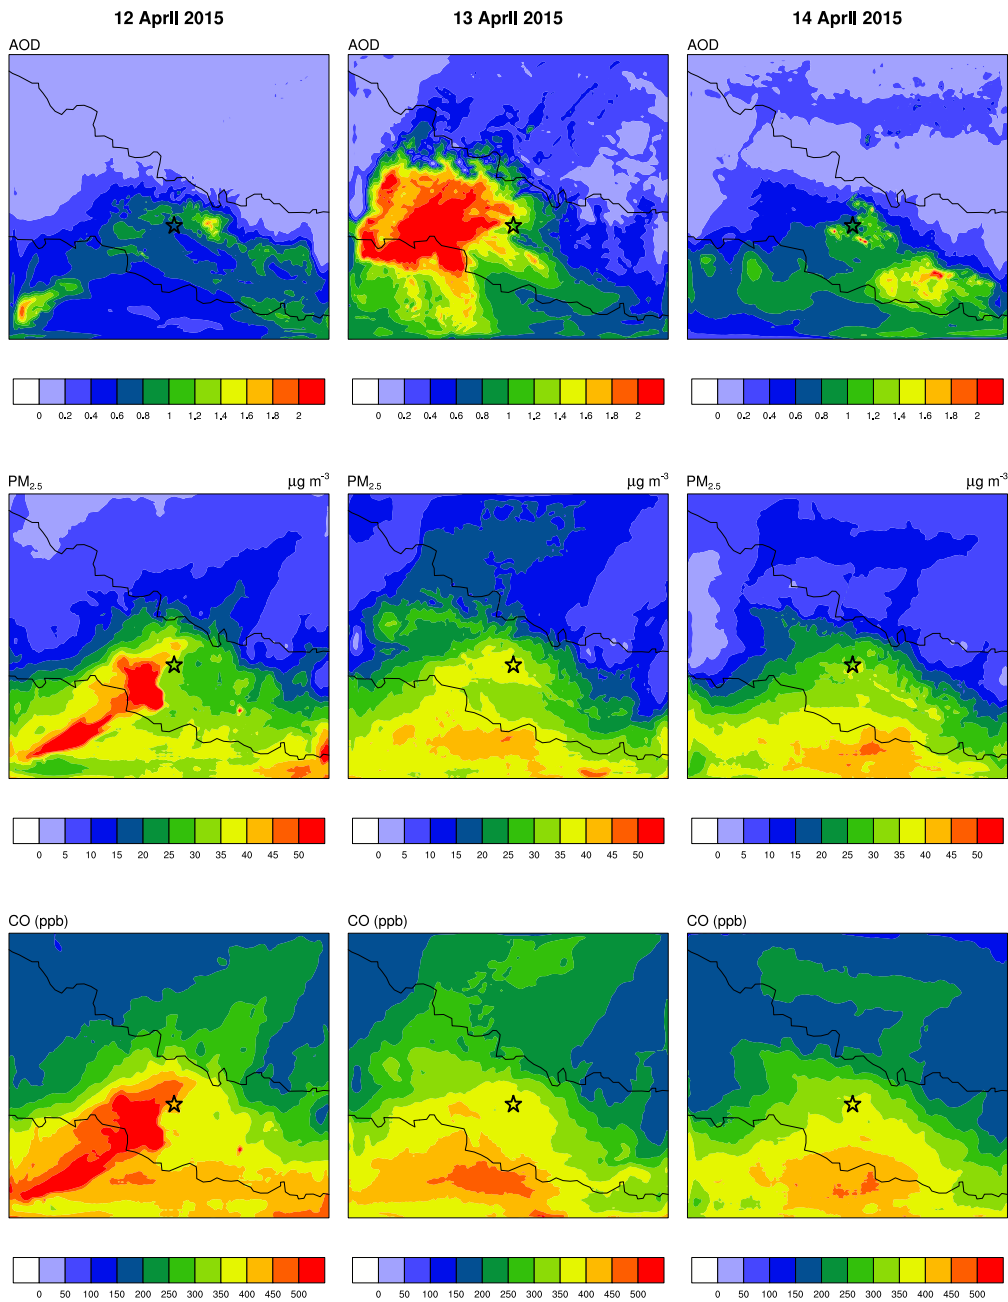 12 April 2015 13 April 2015 14 April 2015
AOD AOD AOD
0 0.2 0.4 0.6 0.8 1 1.2 1.4 1.6 1.8 2 0 0.2 0.4 0.6 0.8 1 1.2 1.4 1.6 1.8 2 0 0.2 0.4 0.6 0.8 1 1.2 1.4 1.6 1.8 2
PM2.5 µg m-3 PM2.5 µg m-3 PM2.5 µg m-3
0 5 10 15 20 25 30 35 40 45 50 0 5 10 15 20 25 30 35 40 45 50 0 5 10 15 20 25 30 35 40 45 50
CO (ppb) CO (ppb) CO (ppb)
0 50 100 150 200 250 300 350 400 450 500 0 50 100 150 200 250 300 350 400 450 500 0 50 100 150 200 250 300 350 400 450 500